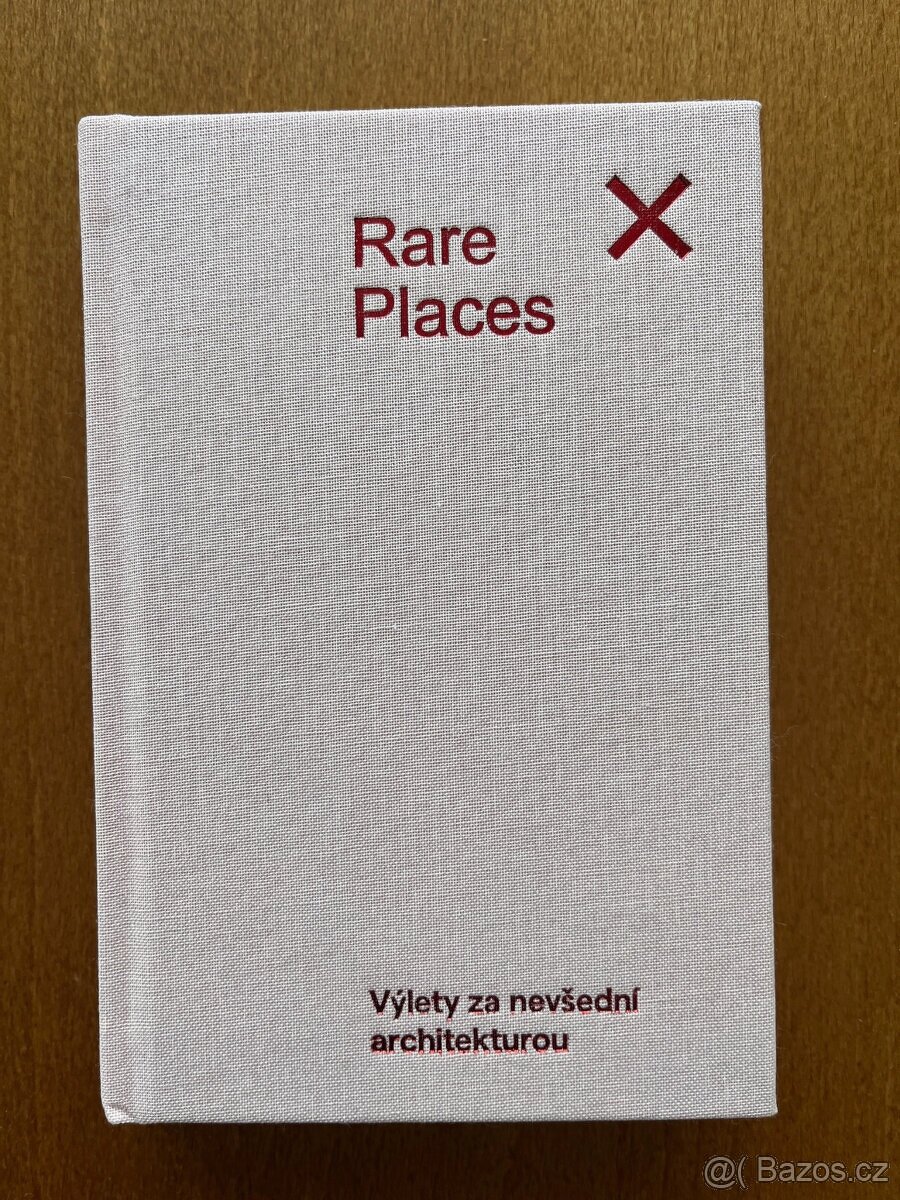 Rare
Places
Výlety za nevšední
architekturou
@( Bazos.cz